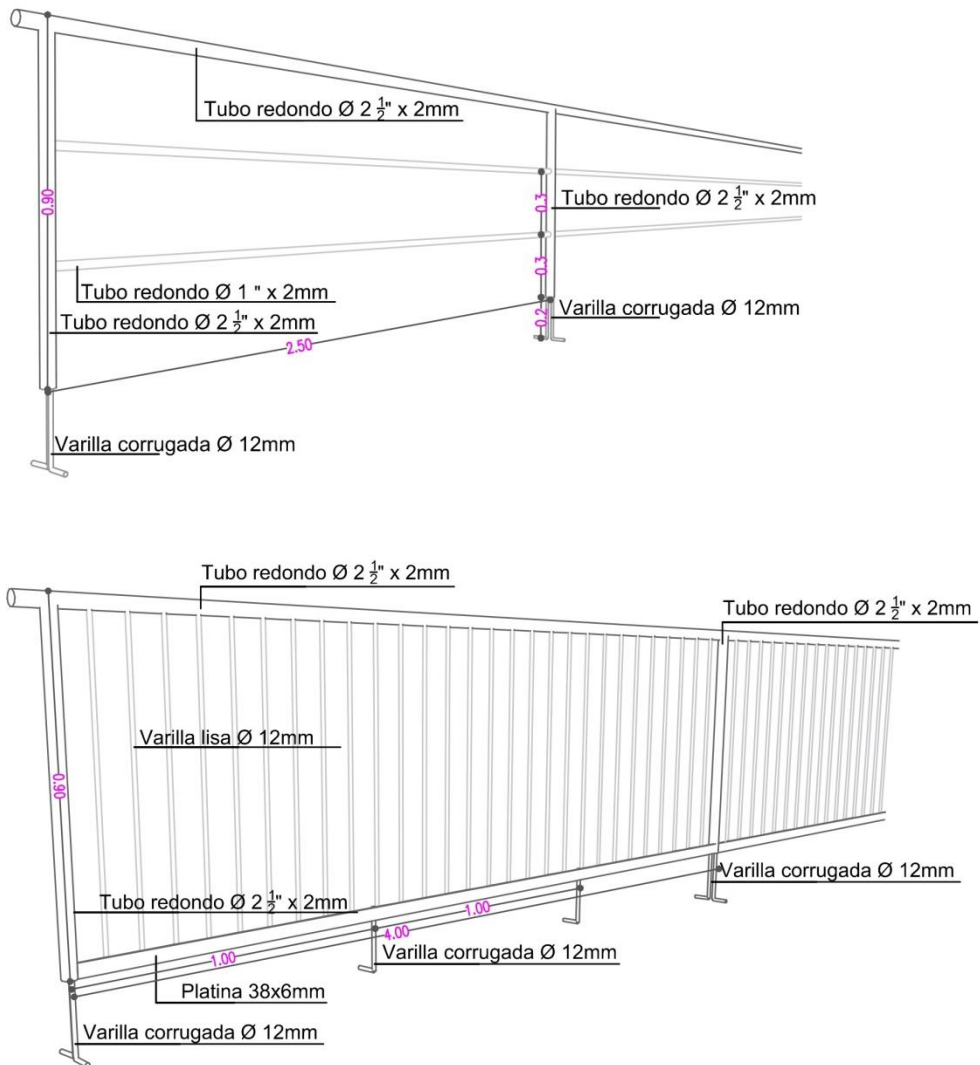 Tubo redondo Ø 2 1/2" x 2mm
0.90
0.3
Tubo redondo Ø 2 1/2" x 2mm
0.3
Tubo redondo Ø 1 " x 2mm
Varilla corrugada Ø 12mm
0.2
Tubo redondo Ø 2 1/2" x 2mm
2.50
Varilla corrugada Ø 12mm
Tubo redondo Ø 2 1/2" x 2mm
Tubo redondo Ø 2 1/2" x 2mm
Varilla lisa Ø 12mm
0.90
Varilla corrugada Ø 12mm
Tubo redondo Ø 2 1/2" x 2mm
1.00
4.00
Varilla corrugada Ø 12mm
1.00
Platina 38x6mm
Varilla corrugada Ø 12mm